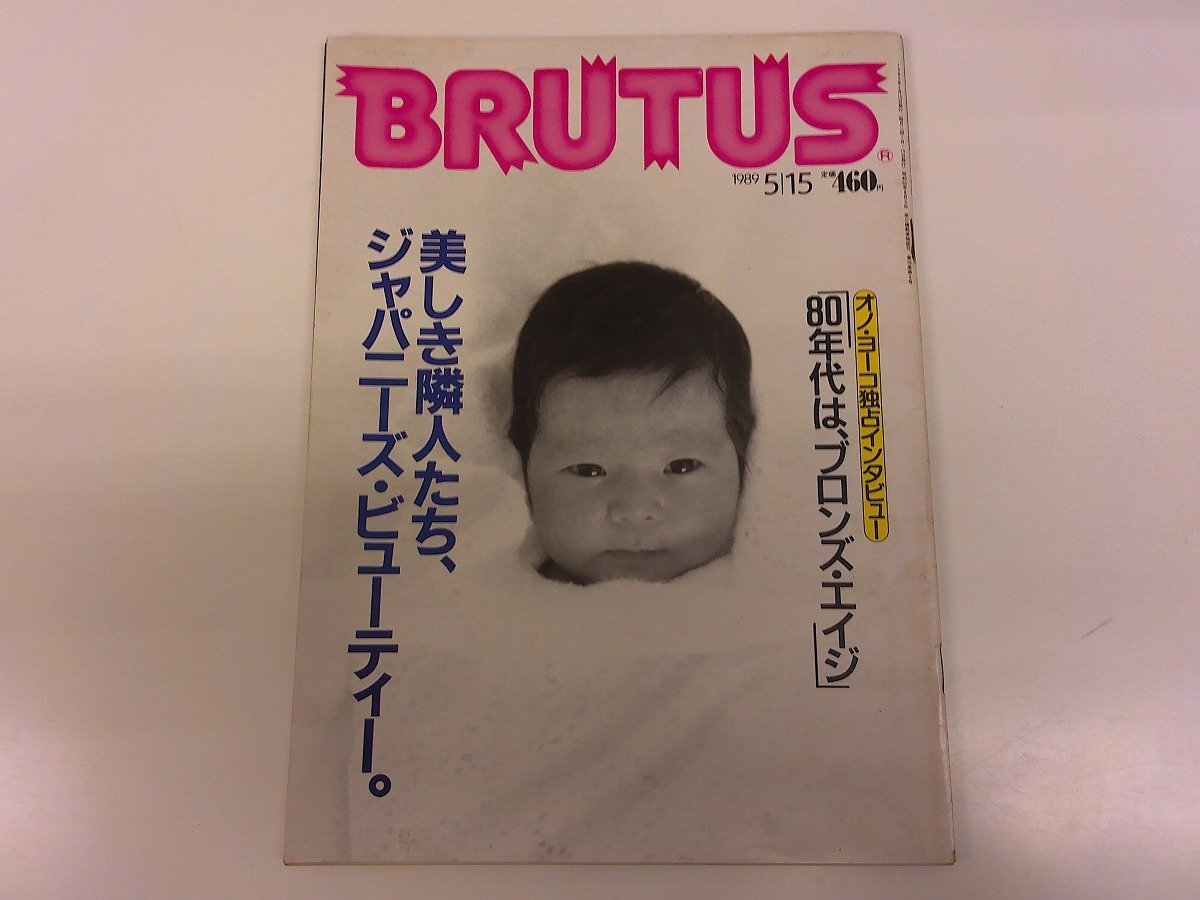 BRUTUS
®
1989 5|15 定価460円
オノ・ヨーコ独占インタビュー
「80年代は、ブロンズ・エイジ」
美しき隣人たち、
ジャパニーズ・ビューティー。